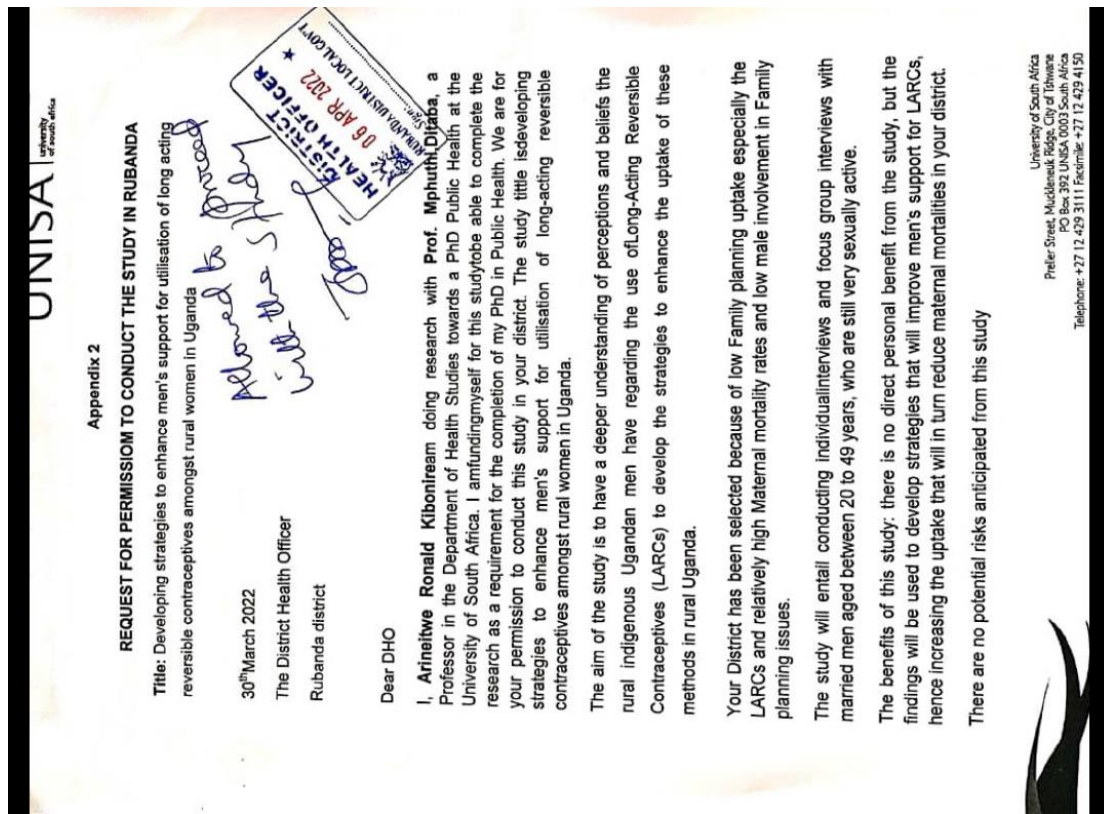 UNISA
university
of south africa
Appendix 2
REQUEST FOR PERMISSIOM TO CONDUCT THE STUDY IN RUBANDA
Title: Developing strategies to enhance men's support for utilisation of long acting
reversible contraceptives amongst rural women in Uganda
Allowed to proceed
with the study
DISTRICT
HEALTH OFFICER
06 APR 2022
Sign:
RUBANDA DISTRICT LOCAL GOV'T
30thMarch 2022
The District Health Officer
Rubanda district
Dear DHO
I, Arineitwe Ronald Kiboniream doing research with Prof. Mphuthi,Ditaba, a
Professor in the Department of Health Studies towards a PhD Public Health at the
University of South Africa. I amfundingmyself for this studytobe able to complete the
research as a requirement for the completion of my PhD in Public Health. We are for
your permission to conduct this study in your district. The study tittle isdeveloping
strategies to enhance men's support for utilisation of long-acting reversible
contraceptives amongst rural women in Uganda.
The aim of the study is to have a deeper understanding of perceptions and beliefs the
rural indigenous Ugandan men have regarding the use ofLong-Acting Reversible
Contraceptives (LARCs) to develop the strategies to enhance the uptake of these
methods in rural Uganda.
Your District has been selected because of low Family planning uptake especially the
LARCs and relatively high Maternal mortality rates and low male involvement in Family
planning issues.
The study will entail conducting individualinterviews and focus group interviews with
married men aged between 20 to 49 years, who are still very sexually active.
The benefits of this study: there is no direct personal benefit from the study, but the
findings will be used to develop strategies that will improve men's support for LARCs,
hence increasing the uptake that will in turn reduce maternal mortalities in your district.
There are no potential risks anticipated from this study
University of South Africa
Preller Street, Muckleneuk Ridge, City of Tshwane
PO Box 392 UNISA 0003 South Africa
Telephone: +27 12 429 3111 Facsimile: +27 12 429 4150